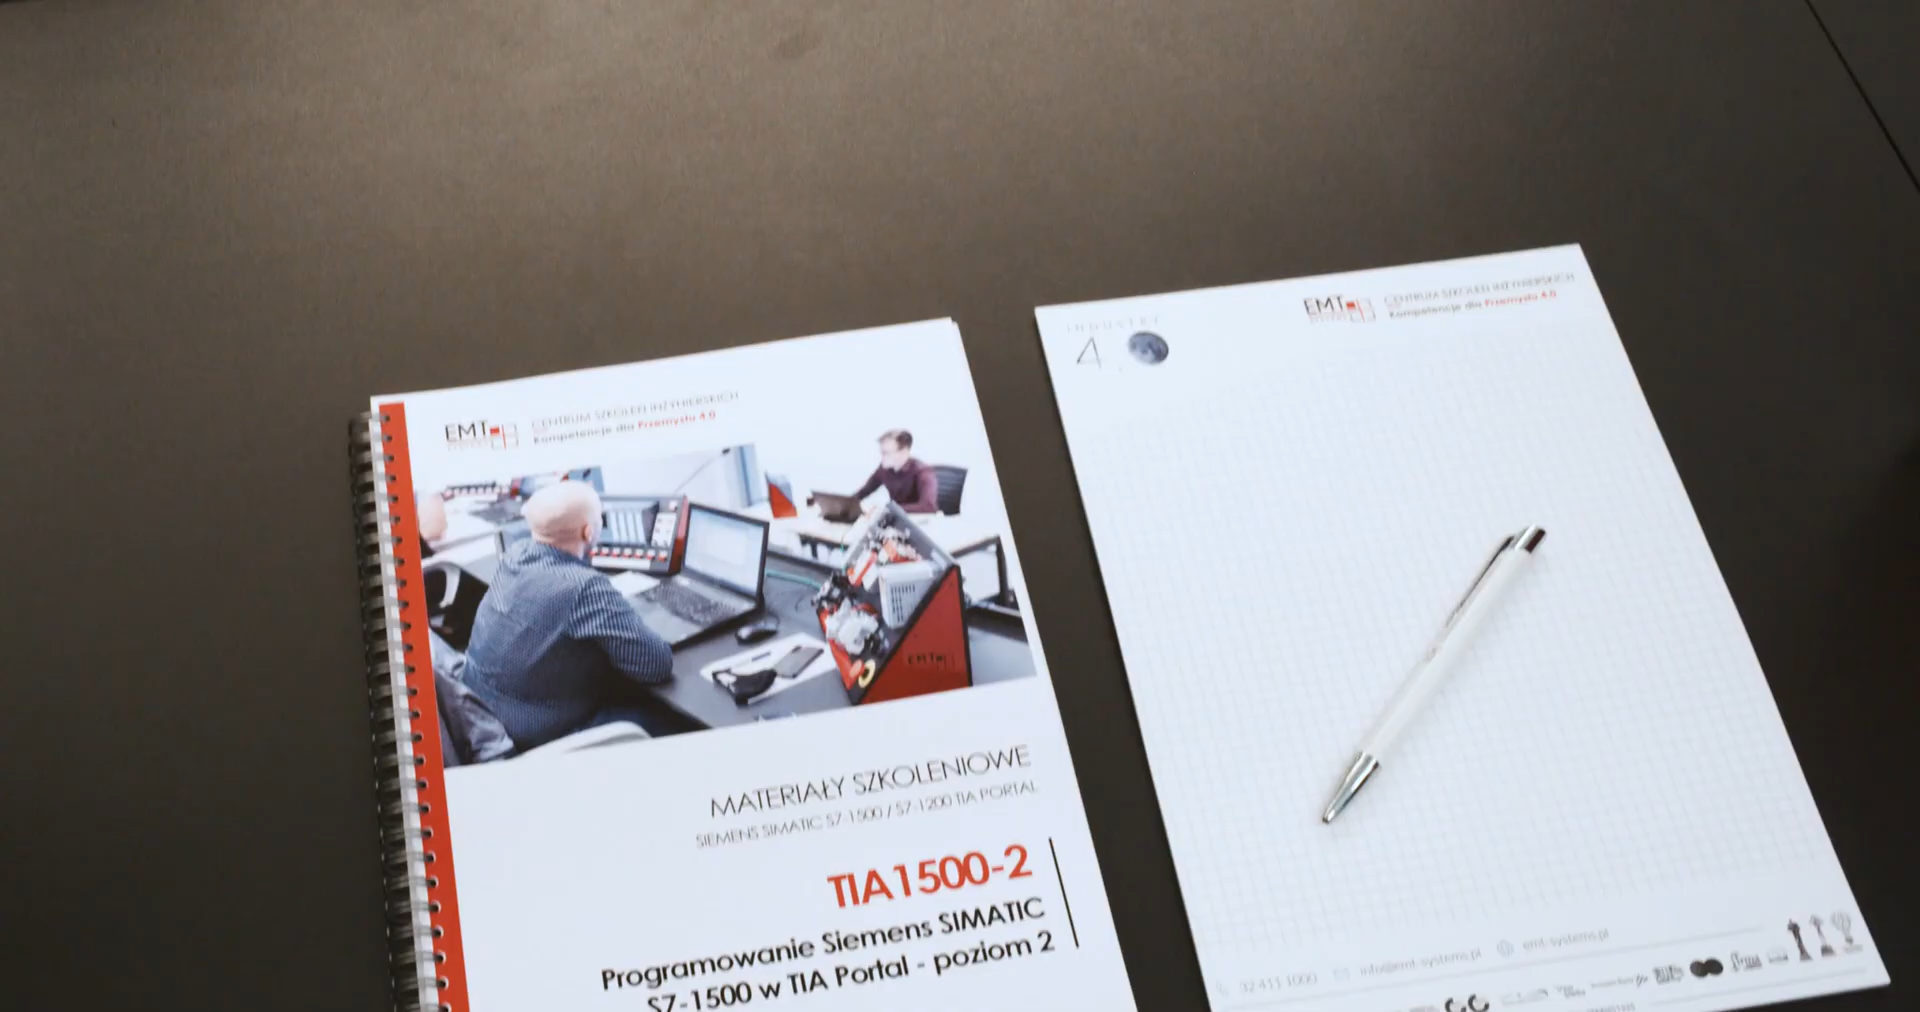 EMT
CENTRUM SZKOLEŃ INŻYNIERSKICH
Kompetencje dla Przemysłu 4.0
EMT
MATERIAŁY SZKOLENIOWE
SIEMENS SIMATIC S7-1500 / S7-1200 TIA PORTAL
TIA1500-2
Programowanie Siemens SIMATIC
S7-1500 w TIA Portal - poziom 2
INDUSTRY
4.0
EMT
CENTRUM SZKOLEŃ INŻYNIERSKICH
Kompetencje dla Przemysłu 4.0
32 411 1000 info@emt-systems.pl emt-systems.pl